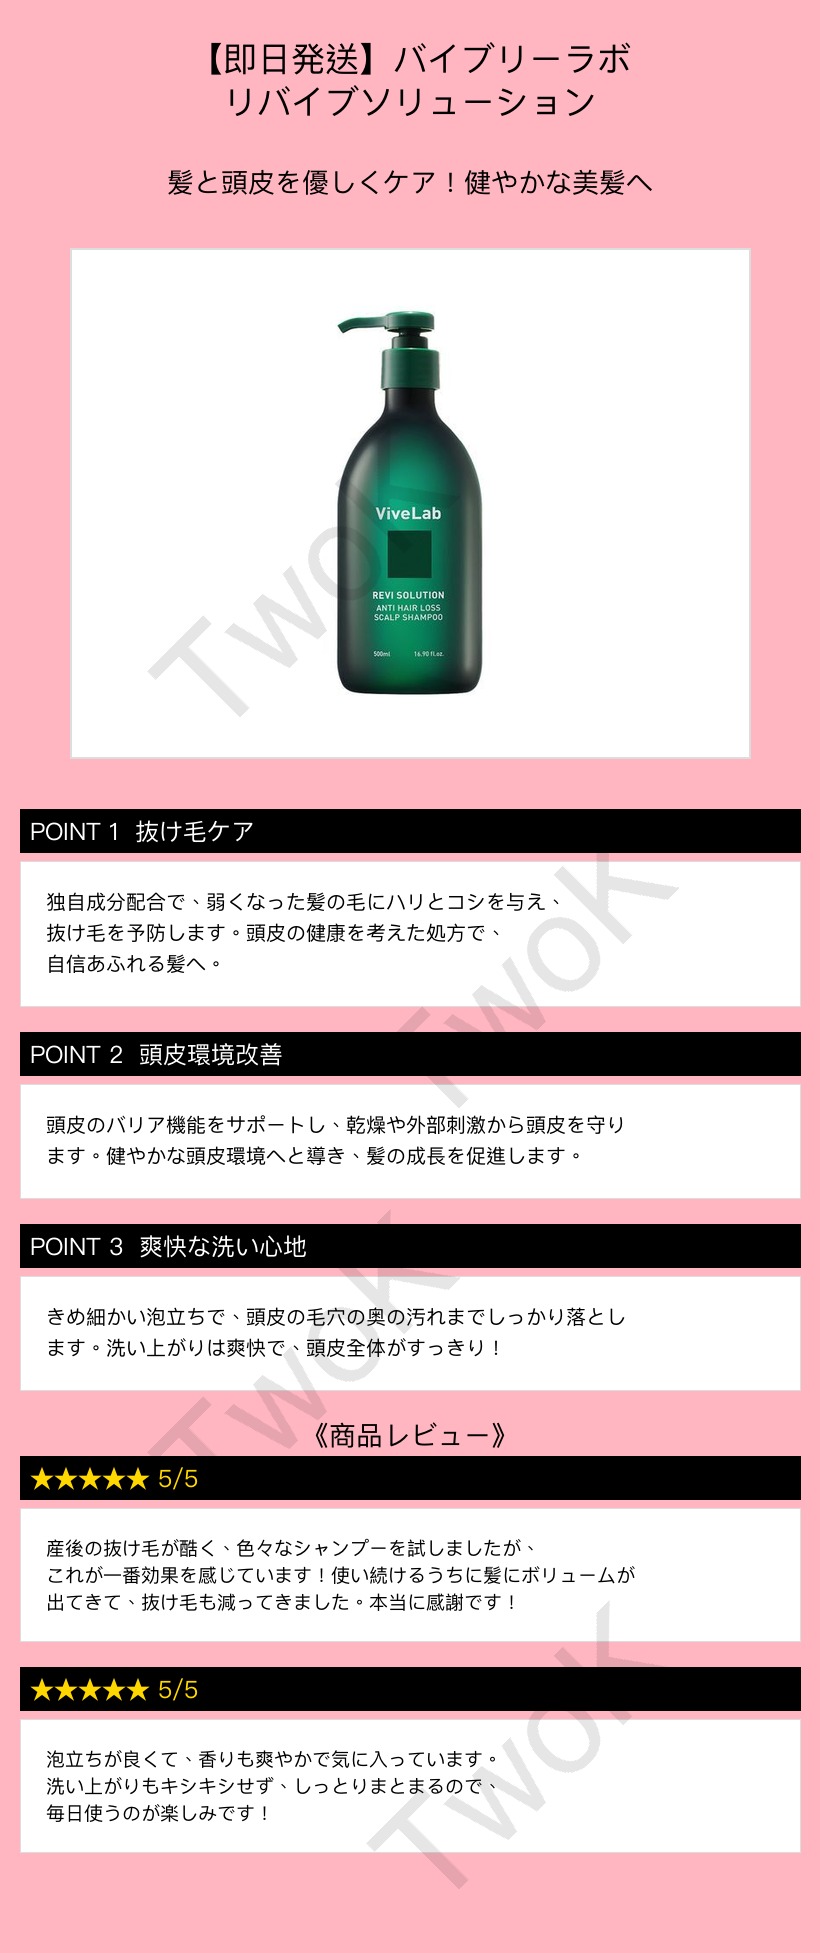 【即日発送】バイブリーラボ
リバイブソリューション
髪と頭皮を優しくケア！健やかな美髪へ
ViveLab
REVI SOLUTION
ANTI HAIR LOSS
SCALP SHAMPOO
500ml 16.90 fl.oz.
TwoK
POINT 1 抜け毛ケア
独自成分配合で、弱くなった髪の毛にハリとコシを与え、
抜け毛を予防します。頭皮の健康を考えた処方で、
自信あふれる髪へ。
TwoK
POINT 2 頭皮環境改善
頭皮のバリア機能をサポートし、乾燥や外部刺激から頭皮を守り
ます。健やかな頭皮環境へと導き、髪の成長を促進します。
POINT 3 爽快な洗い心地
きめ細かい泡立ちで、頭皮の毛穴の奥の汚れまでしっかり落とし
ます。洗い上がりは爽快で、頭皮全体がすっきり！
TwoK
《商品レビュー》
★★★★★ 5/5
産後の抜け毛が酷く、色々なシャンプーを試しましたが、
これが一番効果を感じています！使い続けるうちに髪にボリュームが
出てきて、抜け毛も減ってきました。本当に感謝です！
★★★★★ 5/5
泡立ちが良くて、香りも爽やかで気に入っています。
洗い上がりもキシキシせず、しっとりまとまるので、
毎日使うのが楽しみです！
TwoK